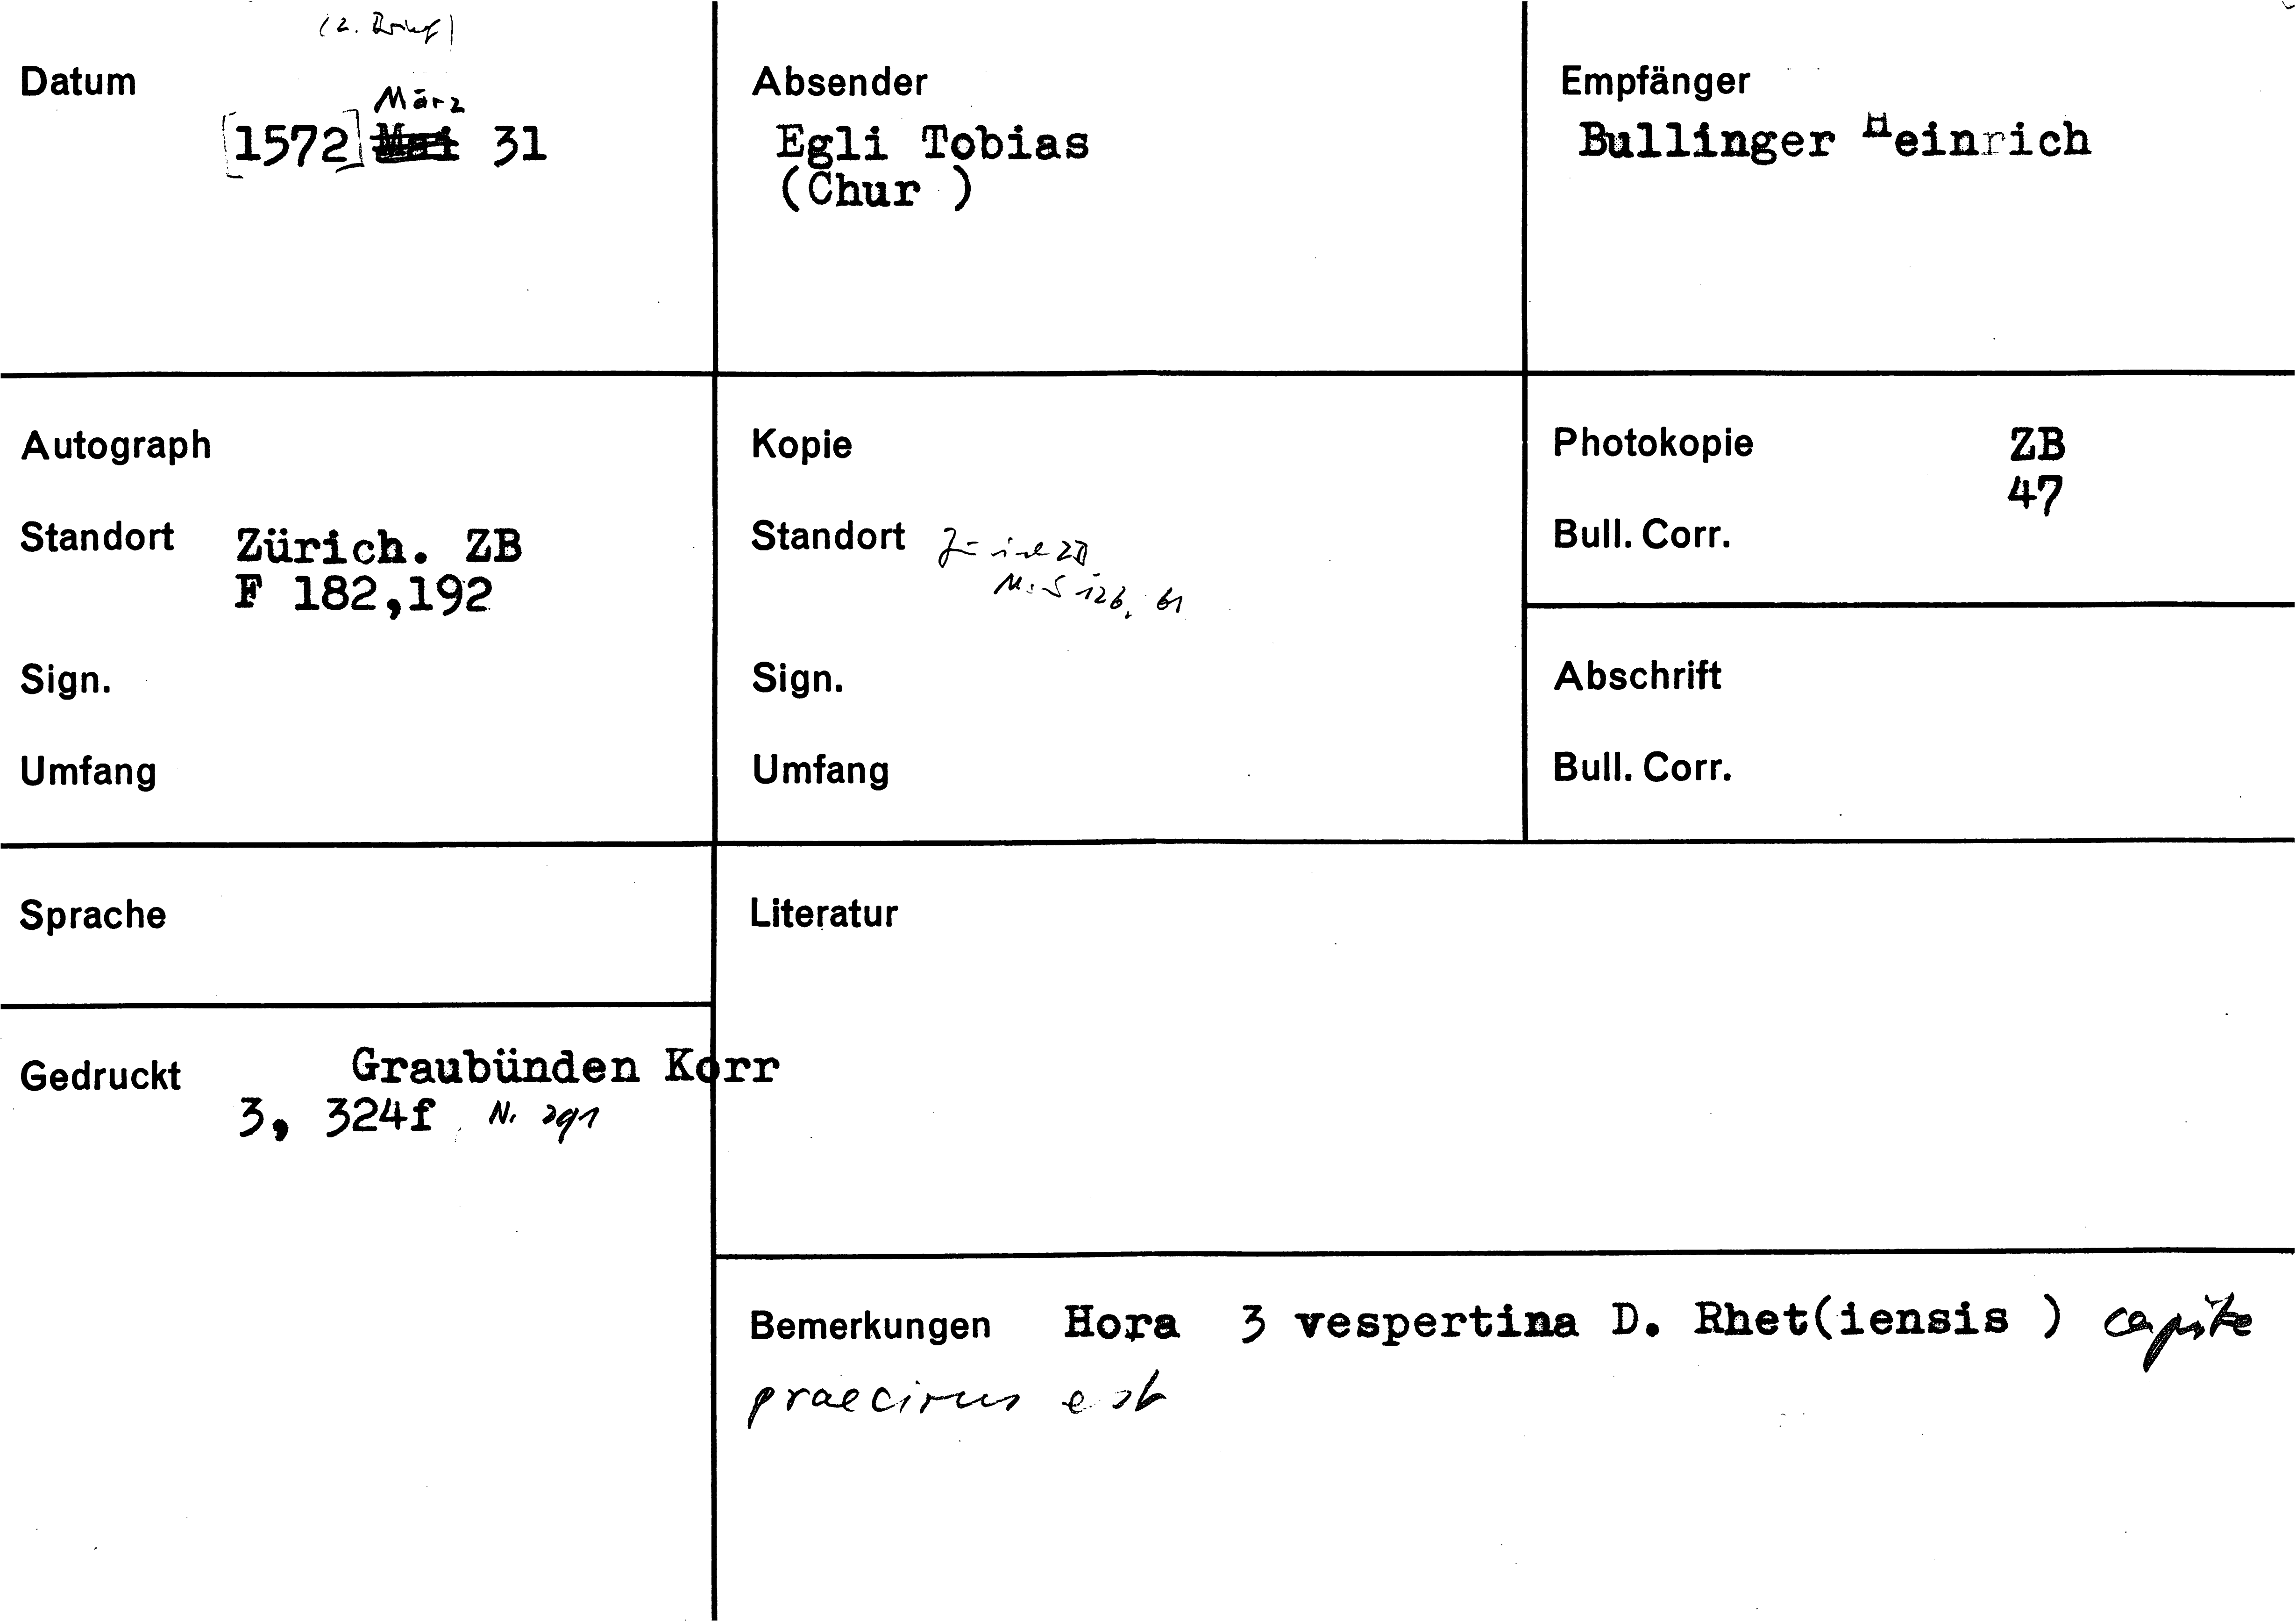 (2. Brief)
Datum
März
[1572] Mai 31
Absender
Egli Tobias
(Chur )
Empfänger
Bullinger Heinrich
Autograph
Standort Zürich. ZB
F 182,192
Sign.
Umfang
Kopie
Standort Zürich ZB
Ms S 126, 61
Sign.
Umfang
Photokopie ZB
47
Bull. Corr.
Abschrift
Bull. Corr.
Sprache
Literatur
Gedruckt Graubünden Korr
3, 324f N. 291
Bemerkungen Hora 3 vespertina D. Rhet(iensis ) capite
praecisus est